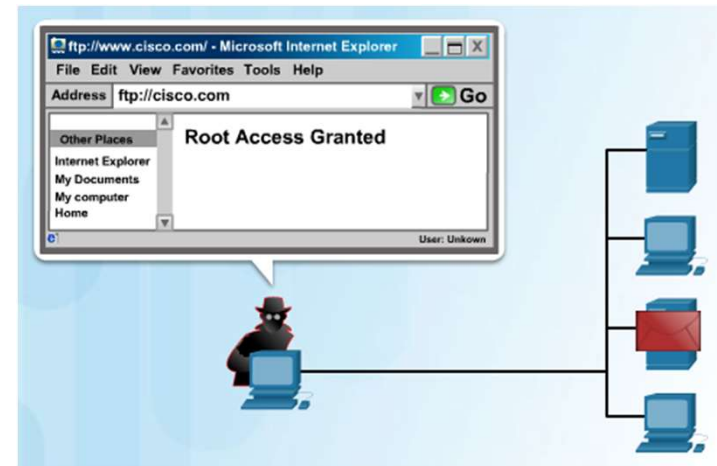 ftp://www.cisco.com/ - Microsoft Internet Explorer
File Edit View Favorites Tools Help
Address ftp://cisco.com Go
Other Places
Internet Explorer
My Documents
My computer
Home
Root Access Granted
User: Unkown